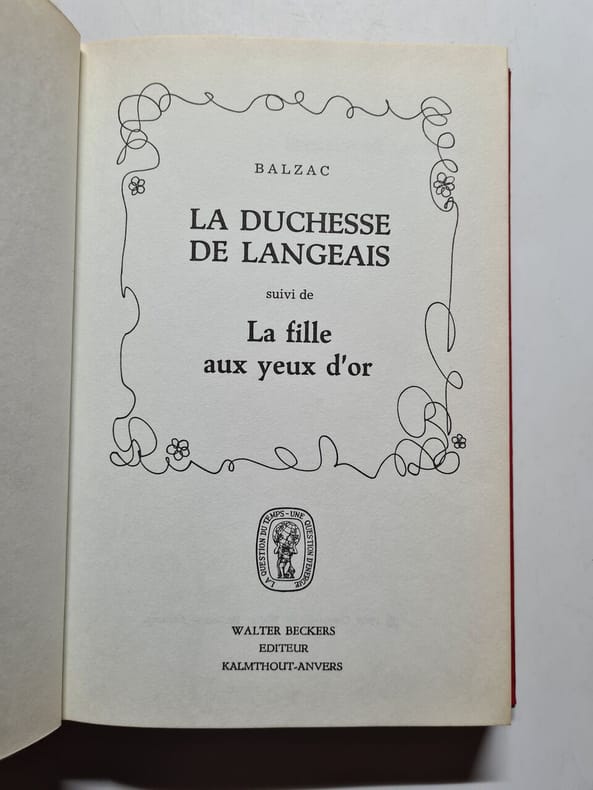 BALZAC
LA DUCHESSE
DE LANGEAIS
suivi de
La fille
aux yeux d'or
LA QUESTION DU TEMPS - UNE QUESTION D'ENERGIE
WALTER BECKERS
EDITEUR
KALMTHOUT-ANVERS